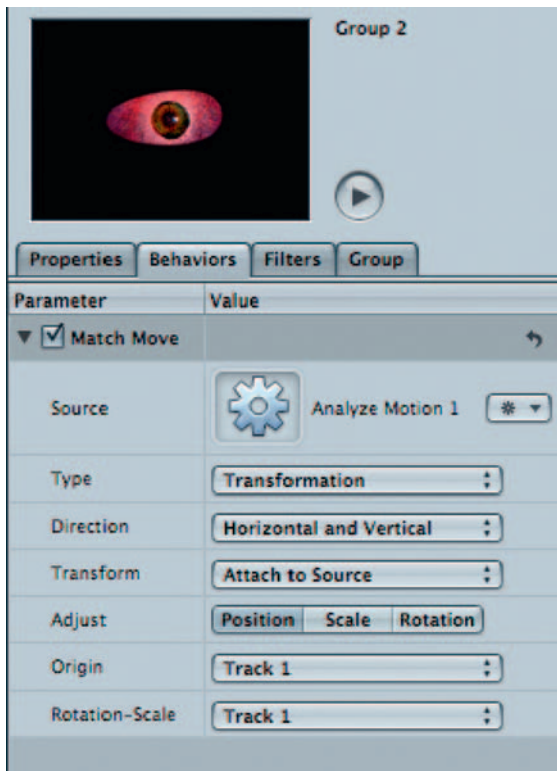 Group 2
Properties Behaviors Filters Group
Parameter Value
Match Move
Source Analyze Motion 1
Type Transformation
Direction Horizontal and Vertical
Transform Attach to Source
Adjust Position Scale Rotation
Origin Track 1
Rotation-Scale Track 1